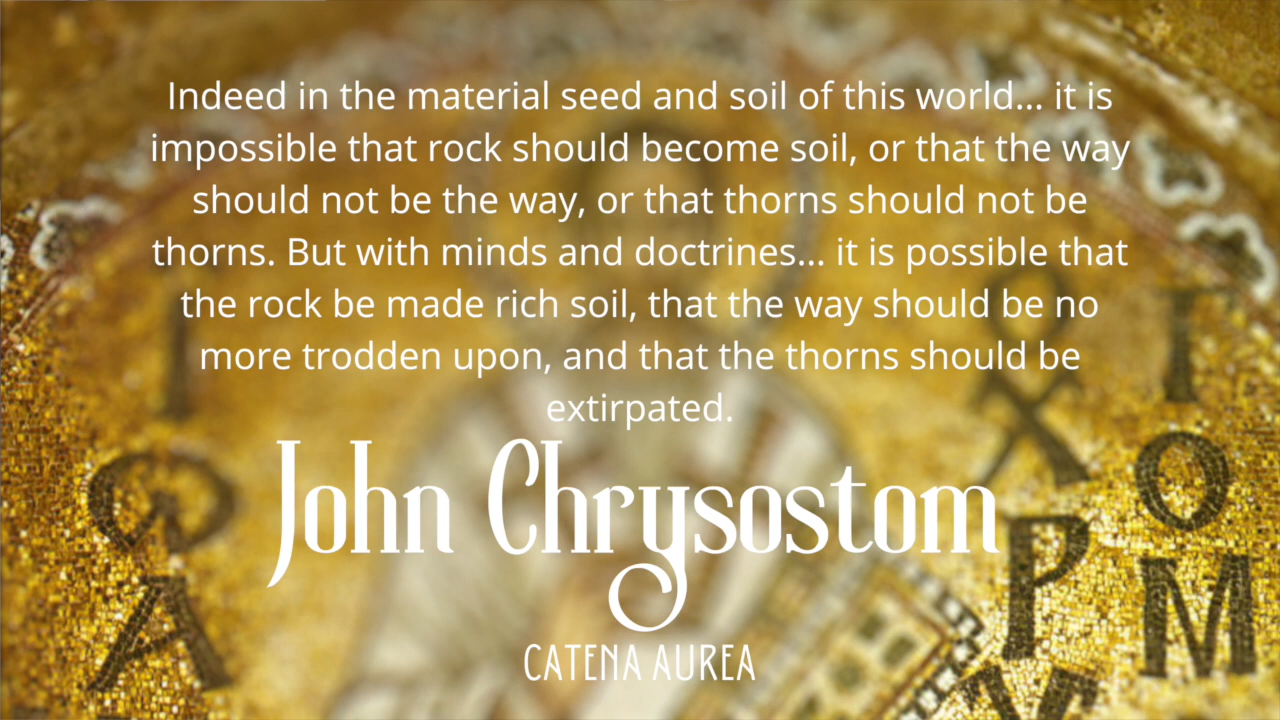 Indeed in the material seed and soil of this world... it is
impossible that rock should become soil, or that the way
should not be the way, or that thorns should not be
thorns. But with minds and doctrines... it is possible that
the rock be made rich soil, that the way should be no
more trodden upon, and that the thorns should be
extirpated.
John Chrysostom
CATENA AUREA